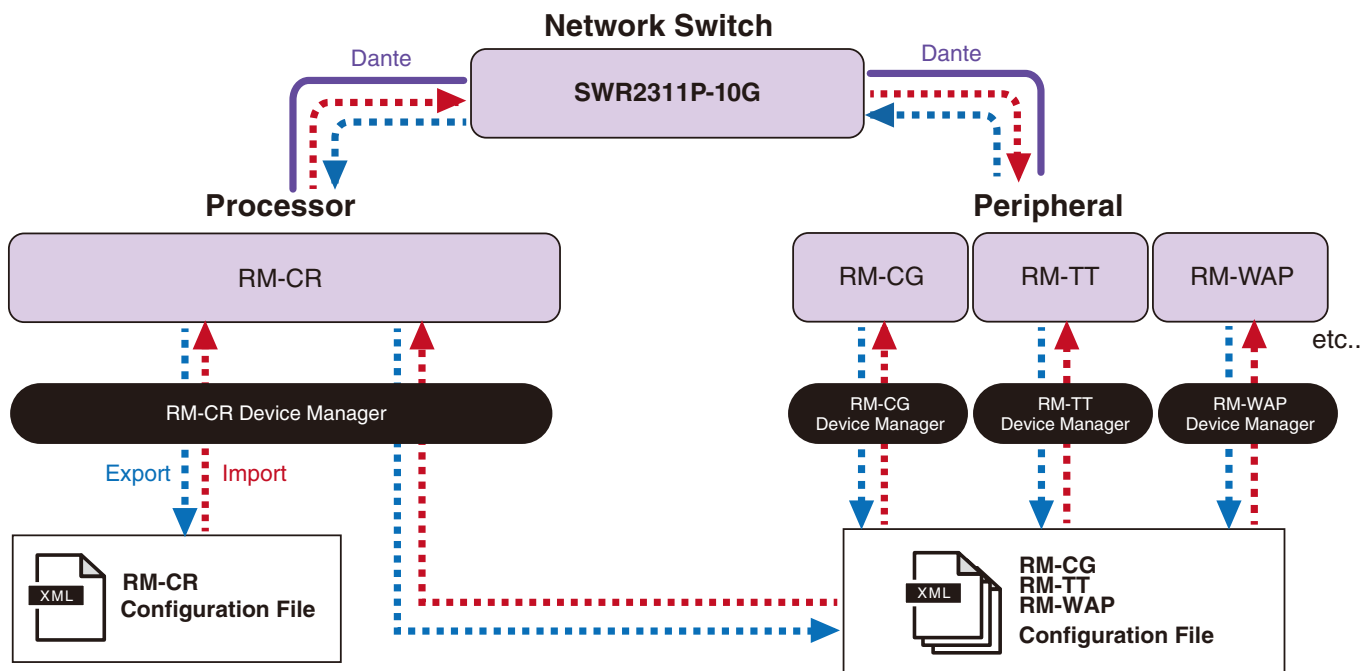 Network Switch
Dante
Dante
SWR2311P-10G
Processor
Peripheral
RM-CR
RM-CG
RM-TT
RM-WAP
etc..
RM-CR Device Manager
RM-CG
Device Manager
RM-TT
Device Manager
RM-WAP
Device Manager
Export
Import
XML
RM-CR
Configuration File
XML
RM-CG
RM-TT
RM-WAP
Configuration File